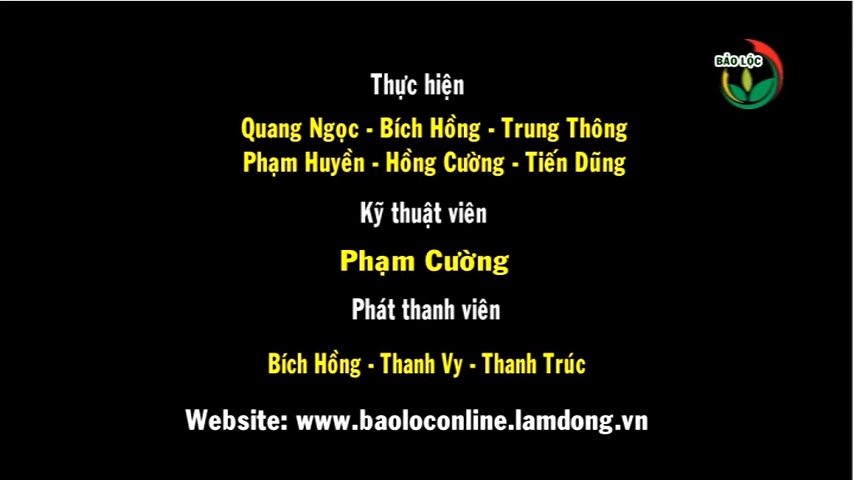 BẢO LỘC
Thực hiện
Quang Ngọc - Bích Hồng - Trung Thông
Phạm Huyền - Hồng Cường - Tiến Dũng
Kỹ thuật viên
Phạm Cường
Phát thanh viên
Bích Hồng - Thanh Vy - Thanh Trúc
Website: www.baoloconline.lamdong.vn